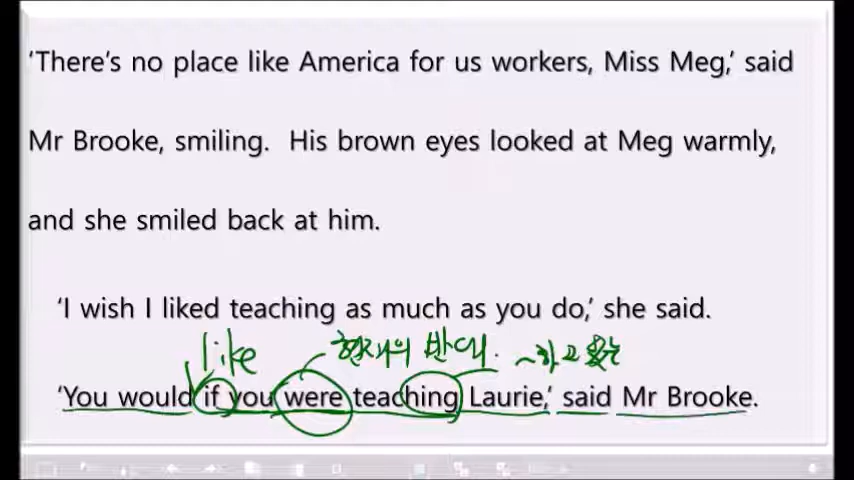 ‘There’s no place like America for us workers, Miss Meg,’ said
Mr Brooke, smiling. His brown eyes looked at Meg warmly,
and she smiled back at him.
‘I wish I liked teaching as much as you do,’ she said.
like 현재의 반대. ~하고
‘You would if you were teaching Laurie,’ said Mr Brooke.